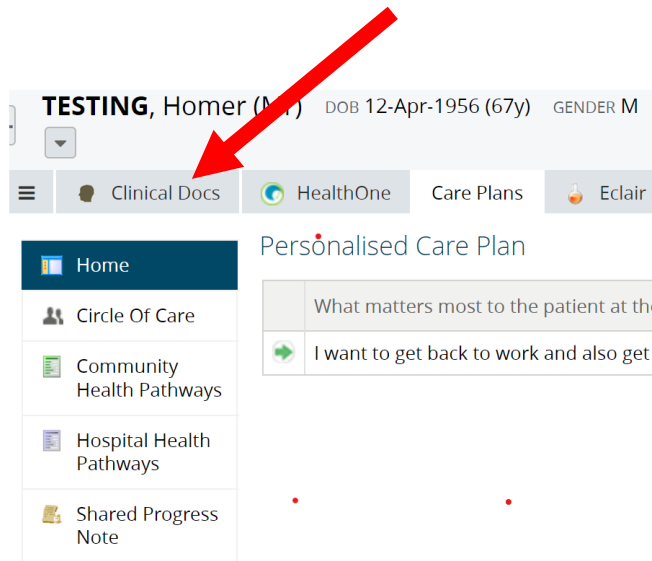 TESTING, Homer (Mr) DOB 12-Apr-1956 (67y) GENDER M
Clinical Docs HealthOne Care Plans Eclair
Personalised Care Plan
Home
What matters most to the patient at
Circle Of Care
I want to get back to work and also get
Community
Health Pathways
Hospital Health
Pathways
Shared Progress
Note